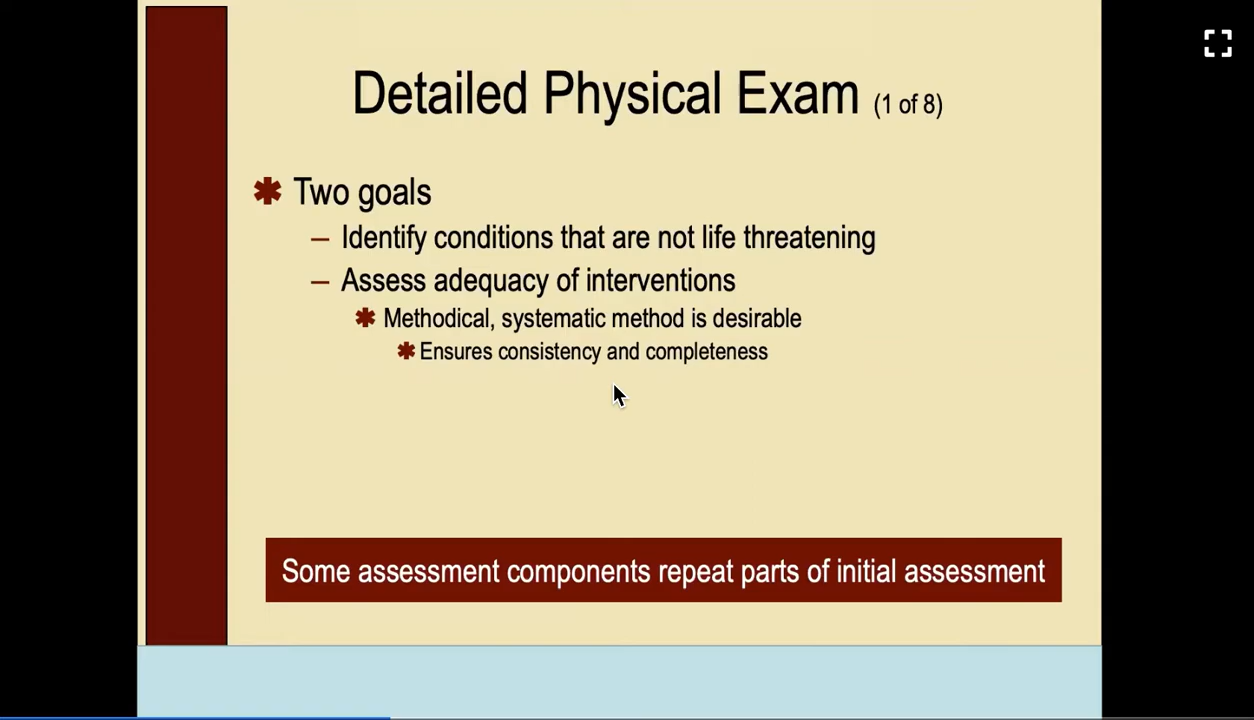 Detailed Physical Exam (1 of 8)
✱ Two goals
– Identify conditions that are not life threatening
– Assess adequacy of interventions
✱ Methodical, systematic method is desirable
✱ Ensures consistency and completeness
Some assessment components repeat parts of initial assessment